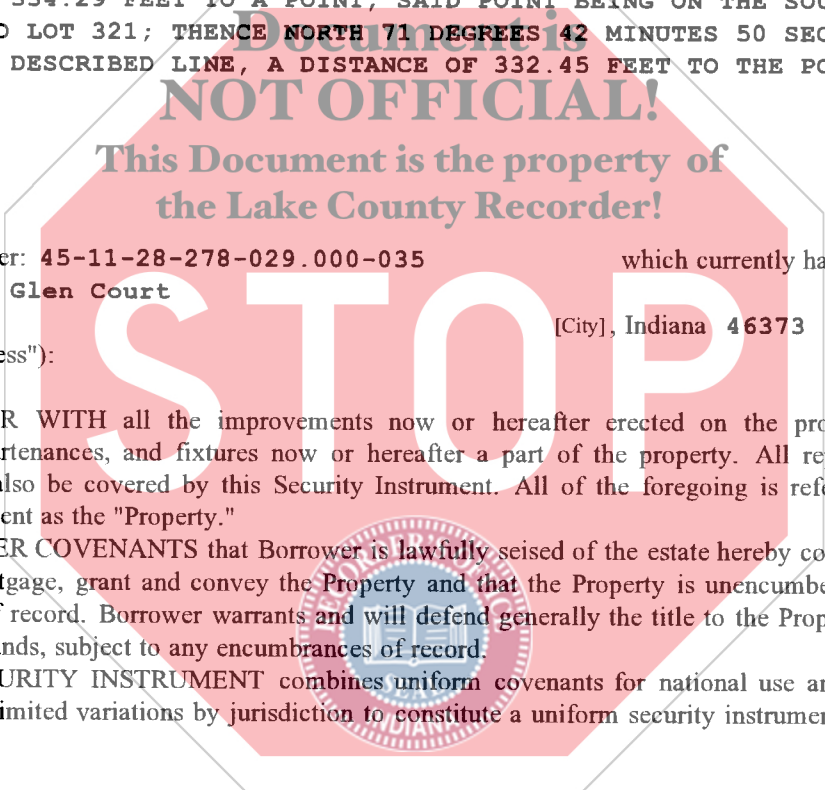 334.29 FEET TO A POINT, SAID POINT BEING ON THE SOU
D LOT 321; THENCE NORTH 71 DEGREES 42 MINUTES 50 SEC
DESCRIBED LINE, A DISTANCE OF 332.45 FEET TO THE PO
Document is
NOT OFFICIAL!
This Document is the property of
the Lake County Recorder!
er: 45-11-28-278-029.000-035 which currently ha
Glen Court
[City], Indiana 46373
ess"):
STOP
R WITH all the improvements now or hereafter erected on the pro
rtenances, and fixtures now or hereafter a part of the property. All re
also be covered by this Security Instrument. All of the foregoing is refe
ent as the "Property."
ER COVENANTS that Borrower is lawfully seised of the estate hereby co
tgage, grant and convey the Property and that the Property is unencumbe
f record. Borrower warrants and will defend generally the title to the Prop
nds, subject to any encumbrances of record.
URITY INSTRUMENT combines uniform covenants for national use an
imited variations by jurisdiction to constitute a uniform security instrumen
SEAL
INDIANA